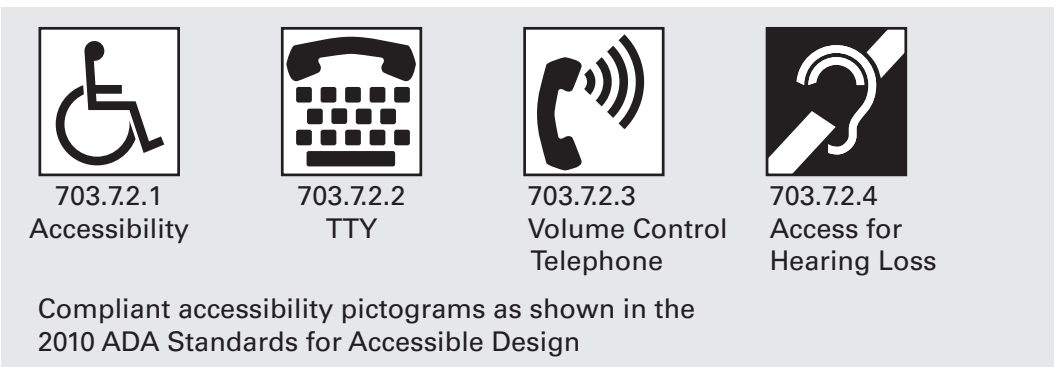 703.7.2.1
Accessibility
703.7.2.2
TTY
703.7.2.3
Volume Control
Telephone
703.7.2.4
Access for
Hearing Loss
Compliant accessibility pictograms as shown in the
2010 ADA Standards for Accessible Design